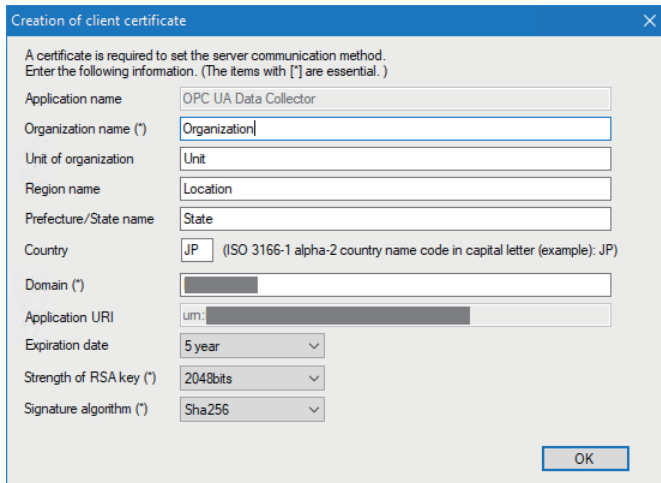 Creation of client certificate
A certificate is required to set the server communication method.
Enter the following information. (The items with [*] are essential. )
Application name OPC UA Data Collector
Organization name (*) Organization
Unit of organization Unit
Region name Location
Prefecture/State name State
Country JP (ISO 3166-1 alpha-2 country name code in capital letter (example): JP)
Domain (*)
Application URI urn:
Expiration date 5 year
Strength of RSA key (*) 2048bits
Signature algorithm (*) Sha256
OK